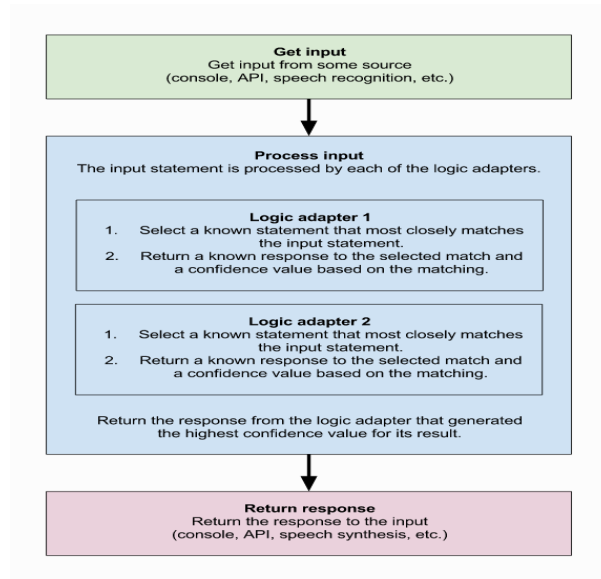 Get input
Get input from some source
(console, API, speech recognition, etc.)
Process input
The input statement is processed by each of the logic adapters.
Logic adapter 1
1. Select a known statement that most closely matches
the input statement.
2. Return a known response to the selected match and
a confidence value based on the matching.
Logic adapter 2
1. Select a known statement that most closely matches
the input statement.
2. Return a known response to the selected match and
a confidence value based on the matching.
Return the response from the logic adapter that generated
the highest confidence value for its result.
Return response
Return the response to the input
(console, API, speech synthesis, etc.)